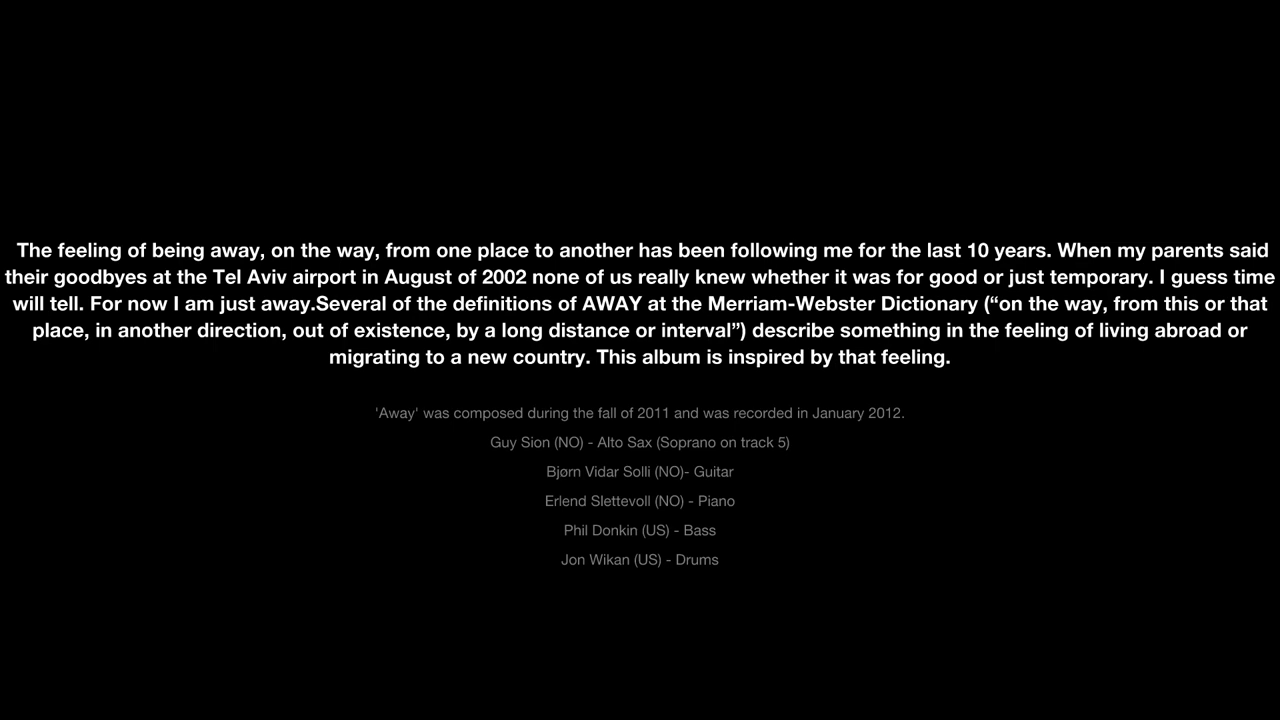 The feeling of being away, on the way, from one place to another has been following me for the last 10 years. When my parents said
their goodbyes at the Tel Aviv airport in August of 2002 none of us really knew whether it was for good or just temporary. I guess time
will tell. For now I am just away.Several of the definitions of AWAY at the Merriam-Webster Dictionary (“on the way, from this or that
place, in another direction, out of existence, by a long distance or interval”) describe something in the feeling of living abroad or
migrating to a new country. This album is inspired by that feeling.
'Away' was composed during the fall of 2011 and was recorded in January 2012.
Guy Sion (NO) - Alto Sax (Soprano on track 5)
Bjørn Vidar Solli (NO)- Guitar
Erlend Slettevoll (NO) - Piano
Phil Donkin (US) - Bass
Jon Wikan (US) - Drums